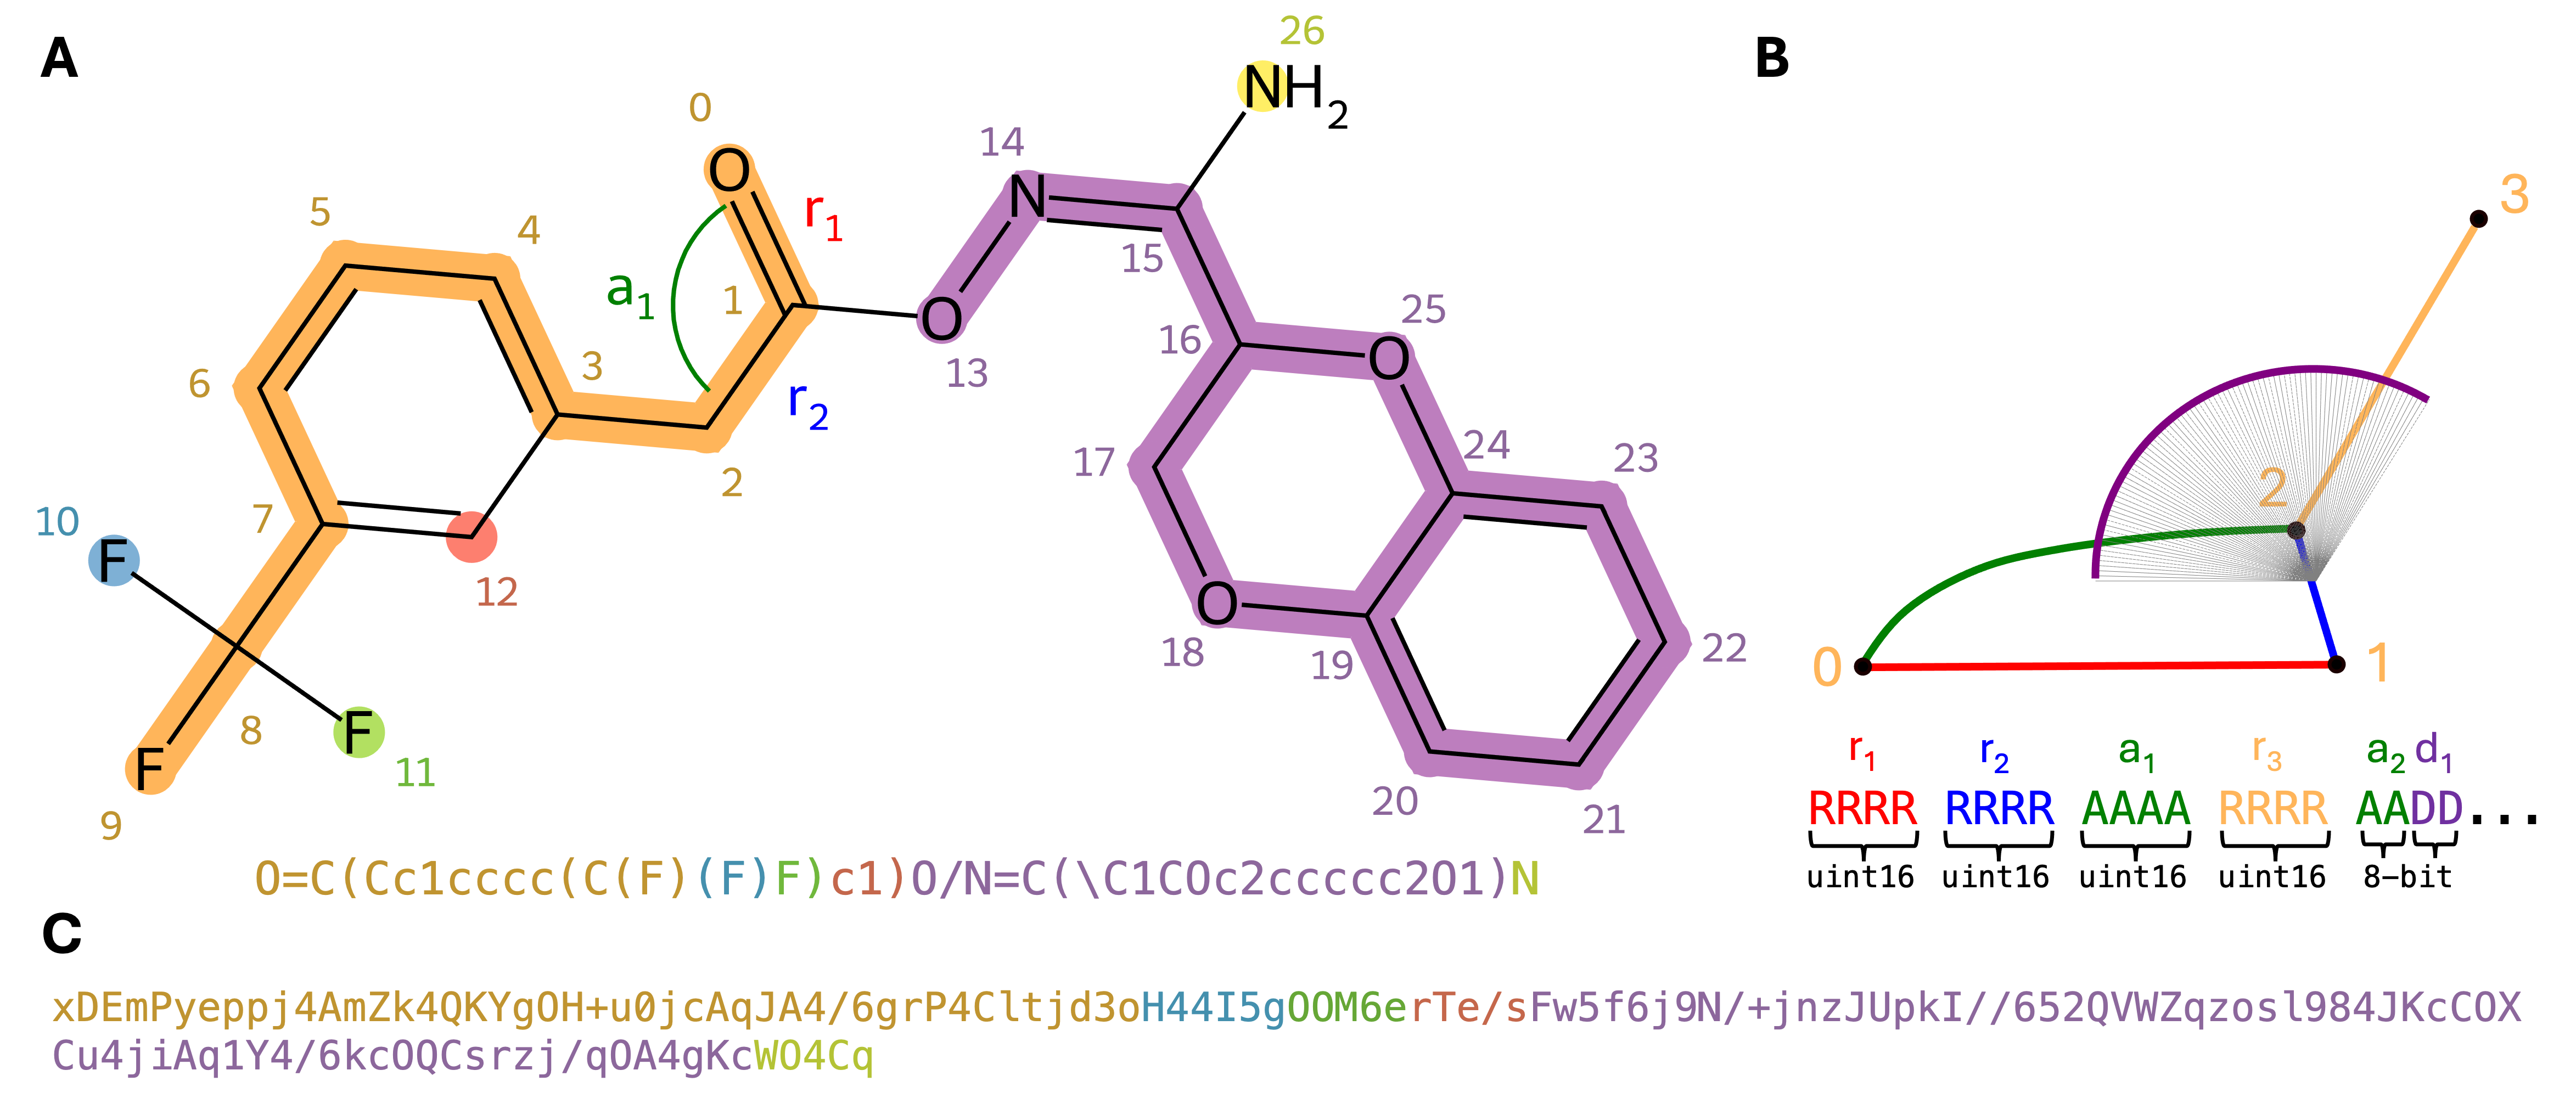 A
B
26
NH2
0
14
O
r1
N
5
4
15
a1
1
25
3
O
O
16
6
13
3
r2
24
23
17
2
7
2
10
F
12
O
22
18
19
0
1
8
F
11
F
20
9
21
r1 r2 a1 r3 a2 d1
RRRR RRRR AAAA RRRR AADD...
uint16 uint16 uint16 uint16 8-bit
O=C(Cc1cccc(C(F)(F)F)c1)O/N=C(\C1COc2ccccc2O1)N
C
xDEmPyeppj4AmZk4QKYgOH+u0jcAqJA4/6grP4Cltjd3oH44I5gOOM6erTe/sFw5f6j9N/+jnzJUpkI//652QVWZqzosl984JKcCOX
Cu4jiAq1Y4/6kcOQCsrzj/qOA4gKcWO4Cq